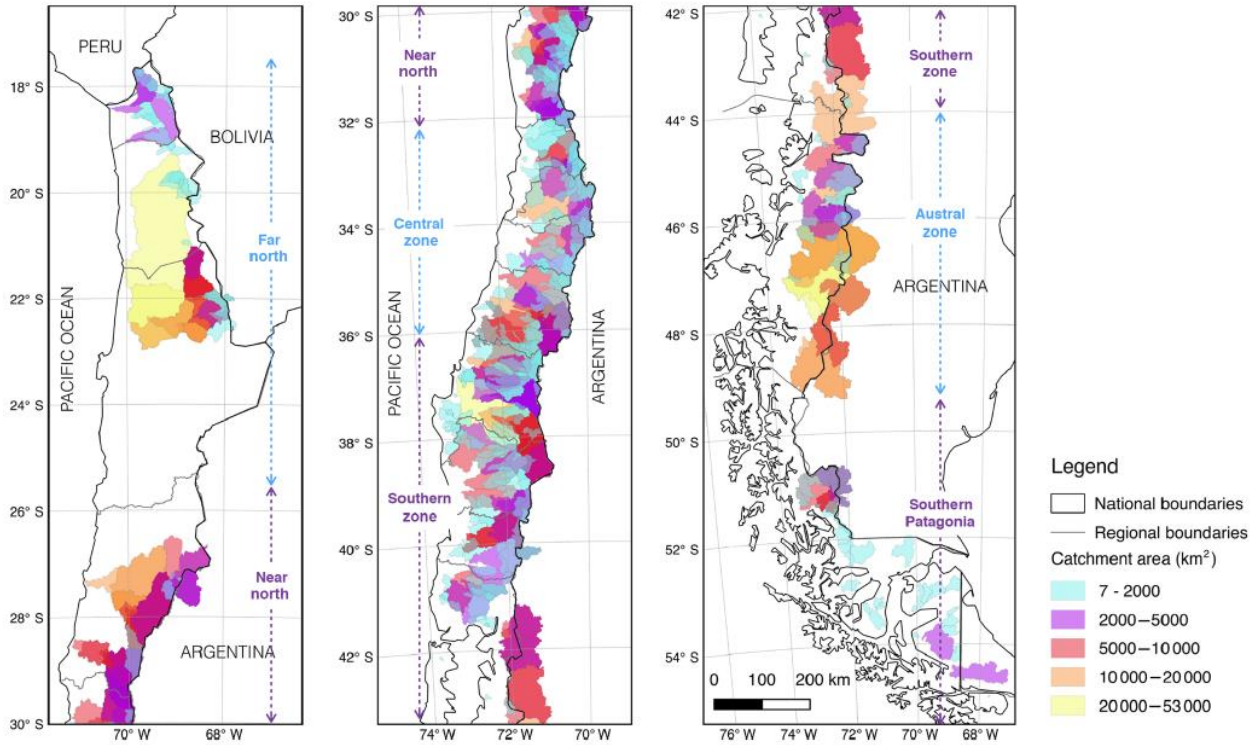 PERU
18° S
BOLIVIA
20° S
Far
north
22° S
PACIFIC OCEAN
24° S
26° S
Near
north
28° S
ARGENTINA
30° S
70° W
68° W
30° S
Near
north
32° S
Central
zone
34° S
PACIFIC OCEAN
ARGENTINA
36° S
38° S
Southern
zone
40° S
42° S
74° W
72° W
70° W
42° S
Southern
zone
44° S
Austral
zone
46° S
ARGENTINA
48° S
50° S
Southern
Patagonia
52° S
54° S
0 100 200 km
76° W
74° W
72° W
70° W
68° W
Legend
National boundaries
Regional boundaries
Catchment area (km²)
7 - 2000
2000–5000
5000–10 000
10 000–20 000
20 000–53 000